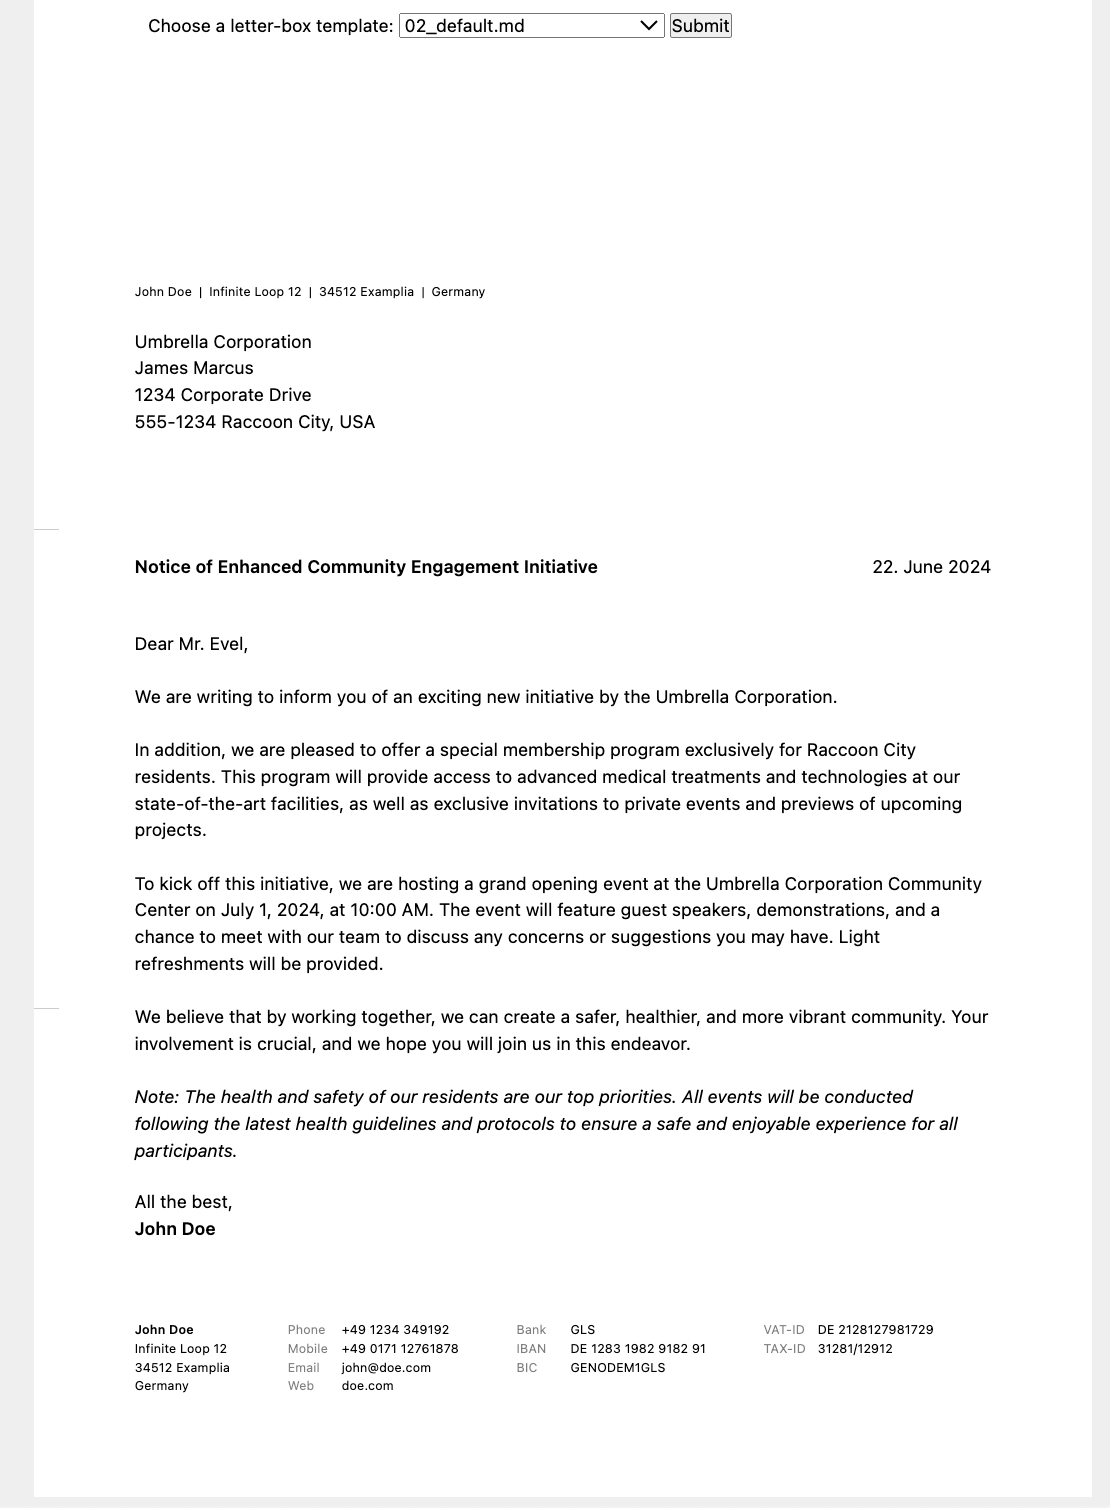 Choose a letter-box template: 02_default.md Submit
John Doe | Infinite Loop 12 | 34512 Examplia | Germany
Umbrella Corporation
James Marcus
1234 Corporate Drive
555-1234 Raccoon City, USA
Notice of Enhanced Community Engagement Initiative 22. June 2024
Dear Mr. Evel,
We are writing to inform you of an exciting new initiative by the Umbrella Corporation.
In addition, we are pleased to offer a special membership program exclusively for Raccoon City
residents. This program will provide access to advanced medical treatments and technologies at our
state-of-the-art facilities, as well as exclusive invitations to private events and previews of upcoming
projects.
To kick off this initiative, we are hosting a grand opening event at the Umbrella Corporation Community
Center on July 1, 2024, at 10:00 AM. The event will feature guest speakers, demonstrations, and a
chance to meet with our team to discuss any concerns or suggestions you may have. Light
refreshments will be provided.
We believe that by working together, we can create a safer, healthier, and more vibrant community. Your
involvement is crucial, and we hope you will join us in this endeavor.
Note: The health and safety of our residents are our top priorities. All events will be conducted
following the latest health guidelines and protocols to ensure a safe and enjoyable experience for all
participants.
All the best,
John Doe
John Doe Phone +49 1234 349192 Bank GLS VAT-ID DE 2128127981729
Infinite Loop 12 Mobile +49 0171 12761878 IBAN DE 1283 1982 9182 91 TAX-ID 31281/12912
34512 Examplia Email john@doe.com BIC GENODEM1GLS
Germany Web doe.com